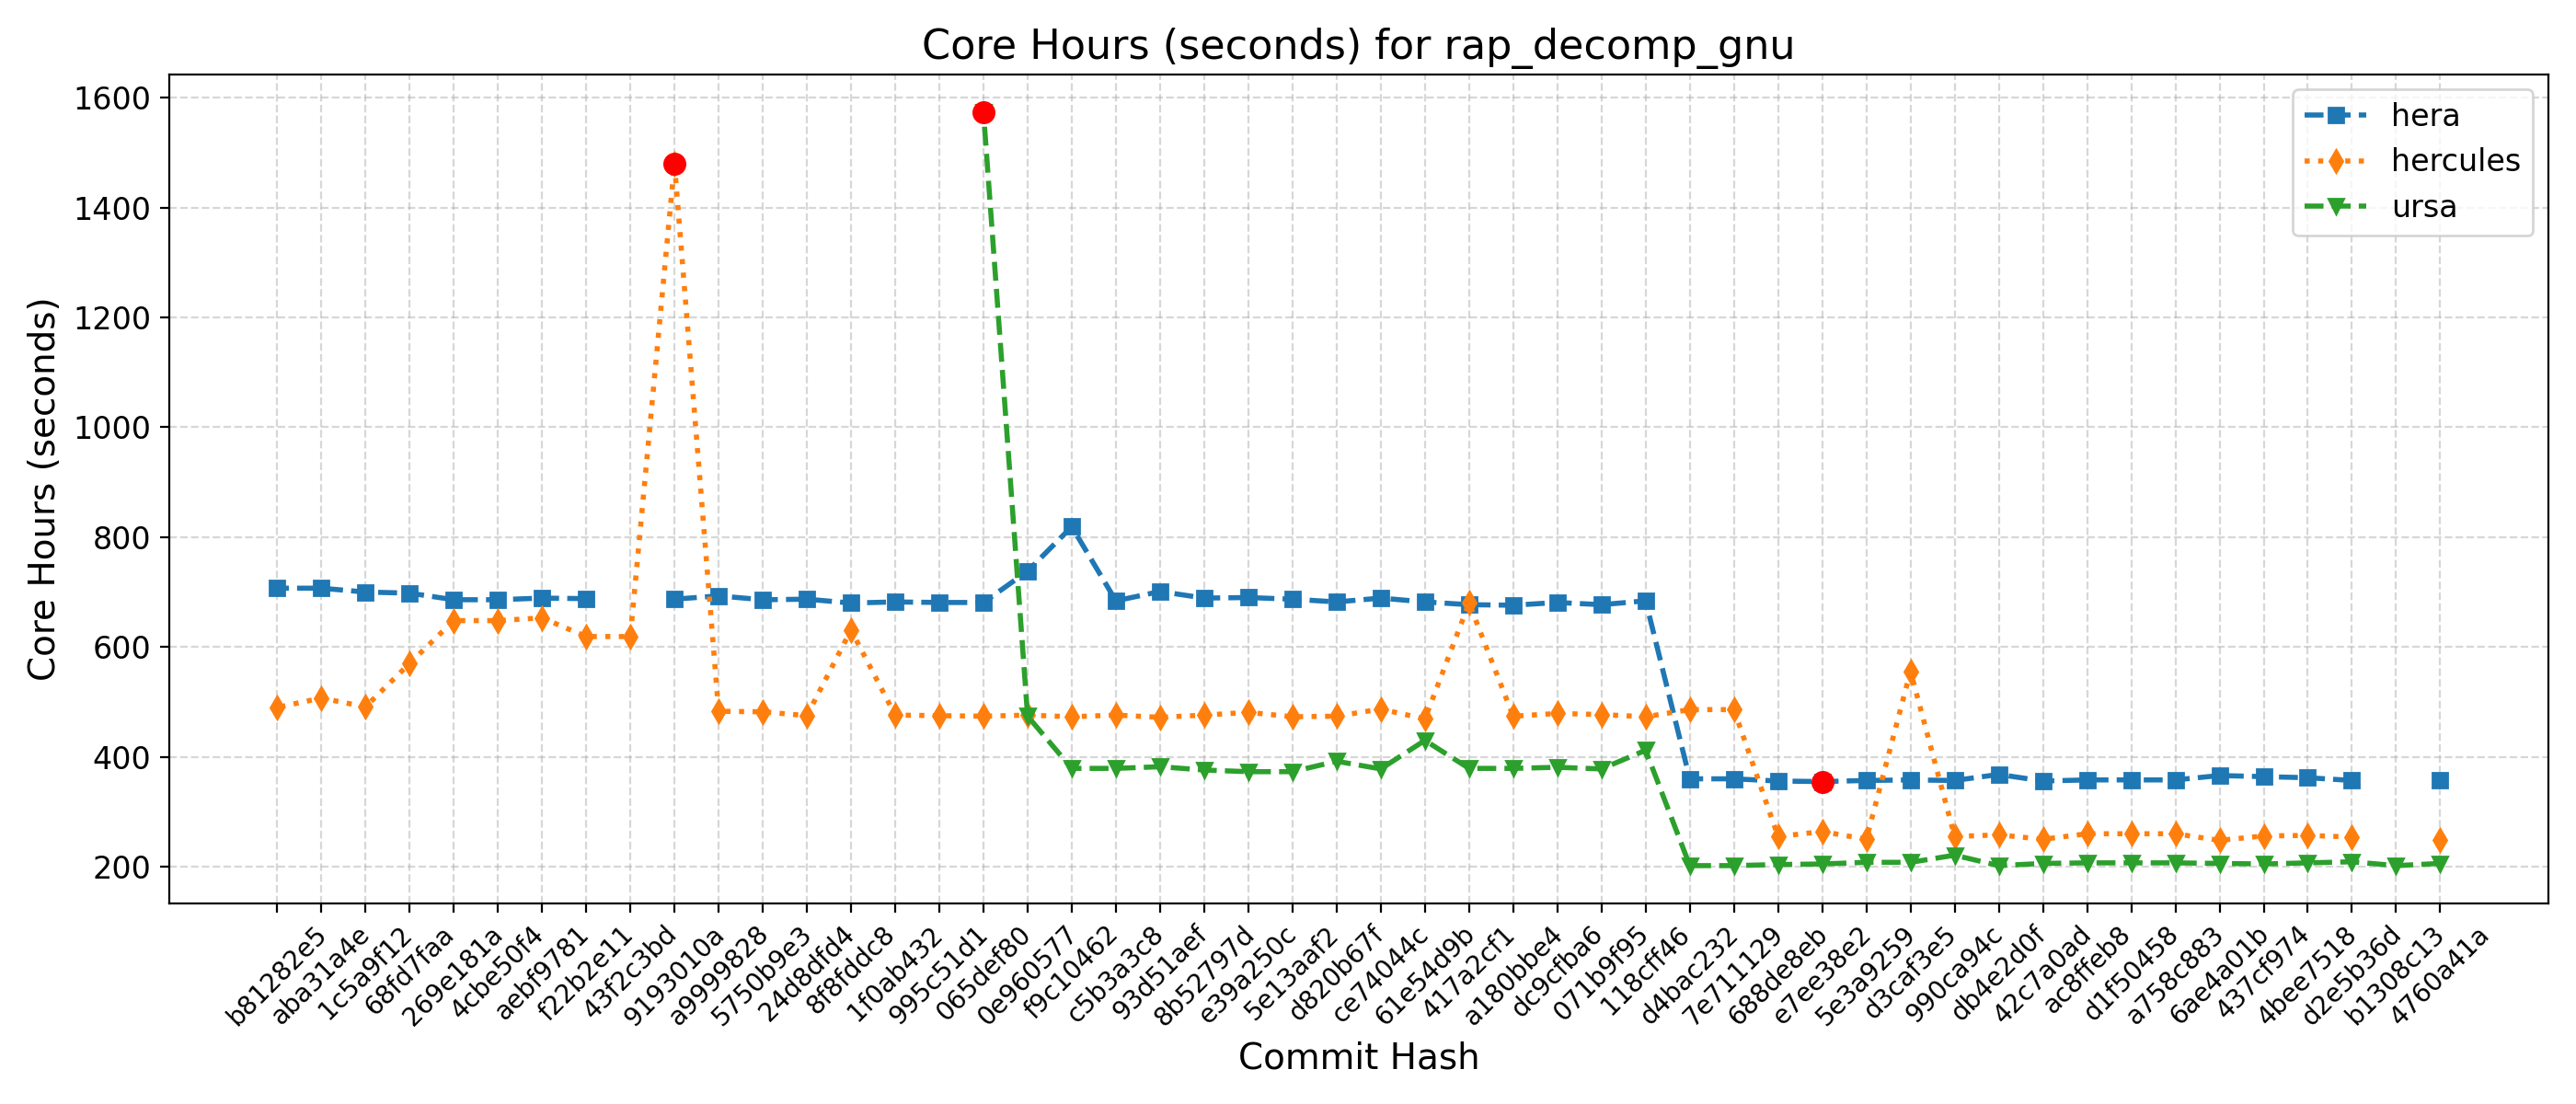 Core Hours (seconds) for rap_decomp_gnu
Core Hours (seconds)
1600
1400
1200
1000
800
600
400
200
hera
hercules
ursa
b81282e5
aba31a4e
1c5a9f12
68fd7faa
269e181a
4cbe50f4
aebf9781
f22b2e11
43f2c3bd
9193010a
a9999828
5750b9e3
24d8dfd4
8f8fddc8
1f0ab432
995c51d1
065def80
0e960577
f9c10462
c5b3a3c8
93d51aef
8b52797d
e39a250c
5e13aaf2
d820b67f
ce74044c
61e54d9b
417a2cf1
a180bbe4
dc9cfba6
071b9f95
118cff46
d4bac232
7e711129
688de8eb
e7ee38e2
5e3a9259
d3caf3e5
990ca94c
db4e2d0f
42c7a0ad
ac8ffeb8
d1f50458
a758c883
6ae4a01b
437cf974
4bee7518
d2e5b36d
b1308c13
4760a41a
Commit Hash